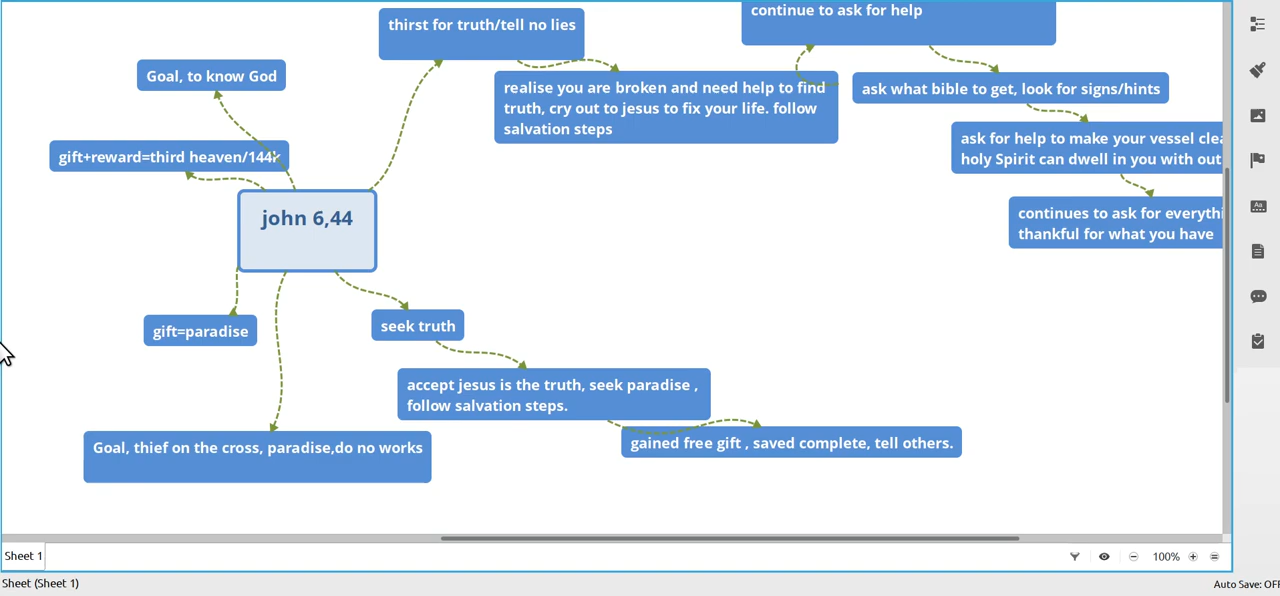 thirst for truth/tell no lies
continue to ask for help
Goal, to know God
realise you are broken and need help to find
truth, cry out to jesus to fix your life. follow
salvation steps
ask what bible to get, look for signs/hints
ask for help to make your vessel
holy Spirit can dwell in you with out
gift+reward=third heaven/144k
continues to ask for
thankful for what you have
john 6,44
gift=paradise
seek truth
accept jesus is the truth, seek paradise ,
follow salvation steps.
Goal, thief on the cross, paradise,do no works
gained free gift , saved complete, tell others.
Sheet 1
100%
Sheet (Sheet 1)
Auto Save: